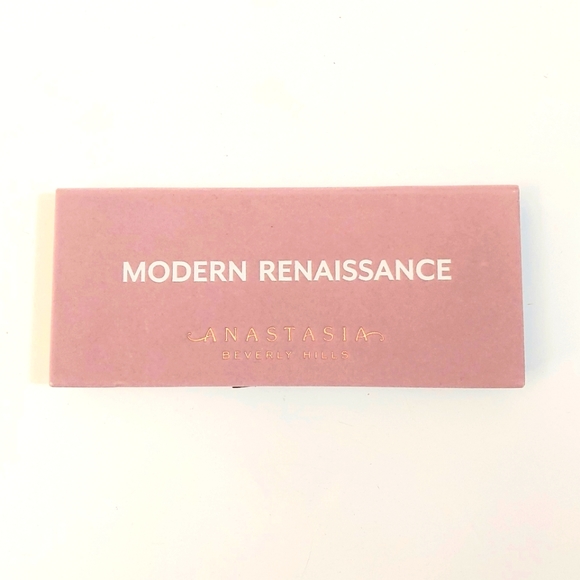 MODERN RENAISSANCE
ANASTASIA
BEVERLY HILLS